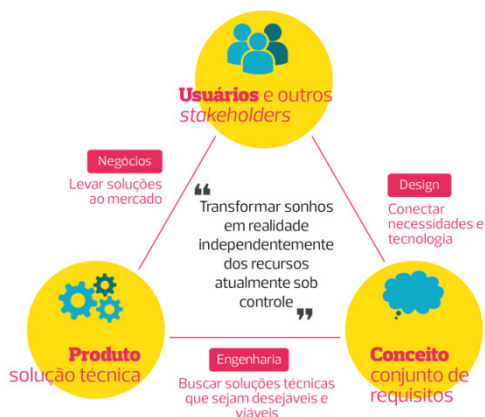 Usuários e outros
stakeholders
Negócios
Levar soluções
ao mercado
Design
Conectar
necessidades e
tecnologia
“
Transformar sonhos
em realidade
independentemente
dos recursos
atualmente sob
controle
”
Produto
solução técnica
Engenharia
Buscar soluções técnicas
que sejam desejáveis e
viáveis
Conceito
conjunto de
requisitos